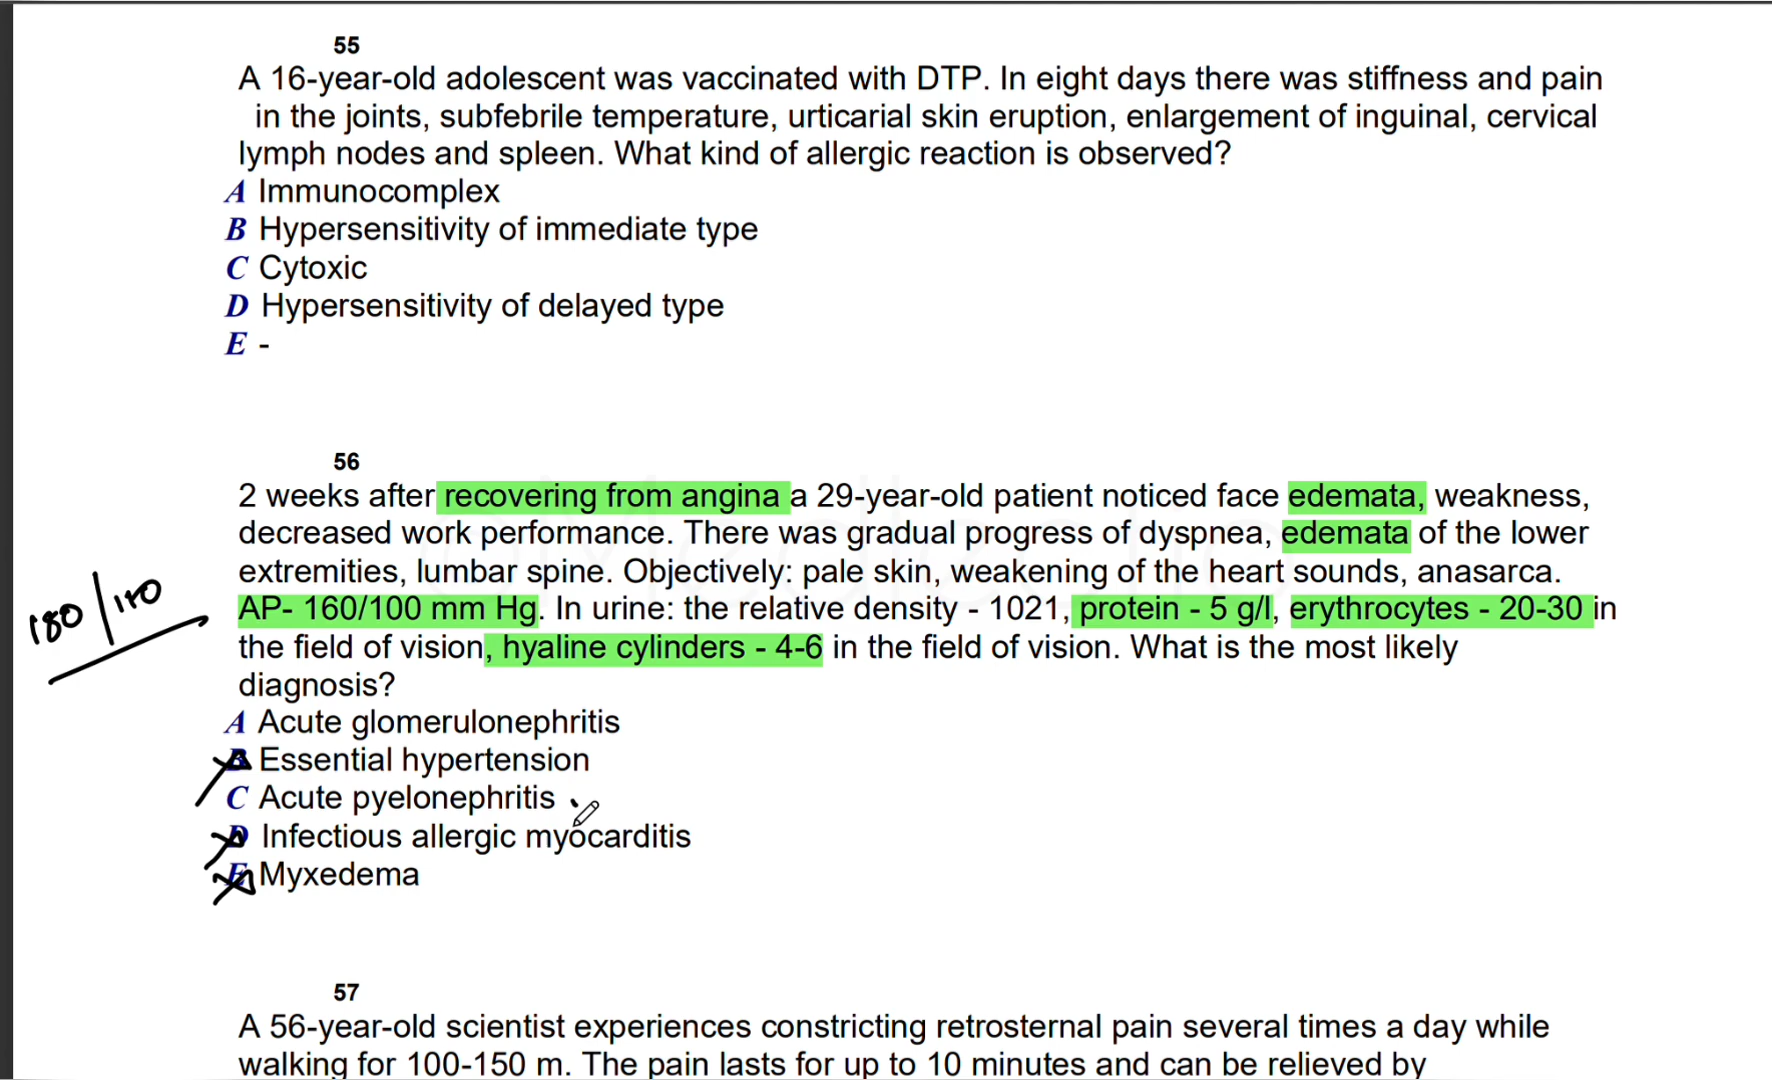 55
A 16-year-old adolescent was vaccinated with DTP. In eight days there was stiffness and pain
in the joints, subfebrile temperature, urticarial skin eruption, enlargement of inguinal, cervical
lymph nodes and spleen. What kind of allergic reaction is observed?
A Immunocomplex
B Hypersensitivity of immediate type
C Cytoxic
D Hypersensitivity of delayed type
E -
56
2 weeks after recovering from angina a 29-year-old patient noticed face edemata, weakness,
decreased work performance. There was gradual progress of dyspnea, edemata of the lower
extremities, lumbar spine. Objectively: pale skin, weakening of the heart sounds, anasarca.
AP- 160/100 mm Hg. In urine: the relative density - 1021, protein - 5 g/l, erythrocytes - 20-30 in
the field of vision, hyaline cylinders - 4-6 in the field of vision. What is the most likely
diagnosis?
180/110
A Acute glomerulonephritis
B Essential hypertension
C Acute pyelonephritis
D Infectious allergic myocarditis
E Myxedema
57
A 56-year-old scientist experiences constricting retrosternal pain several times a day while
walking for 100-150 m. The pain lasts for up to 10 minutes and can be relieved by